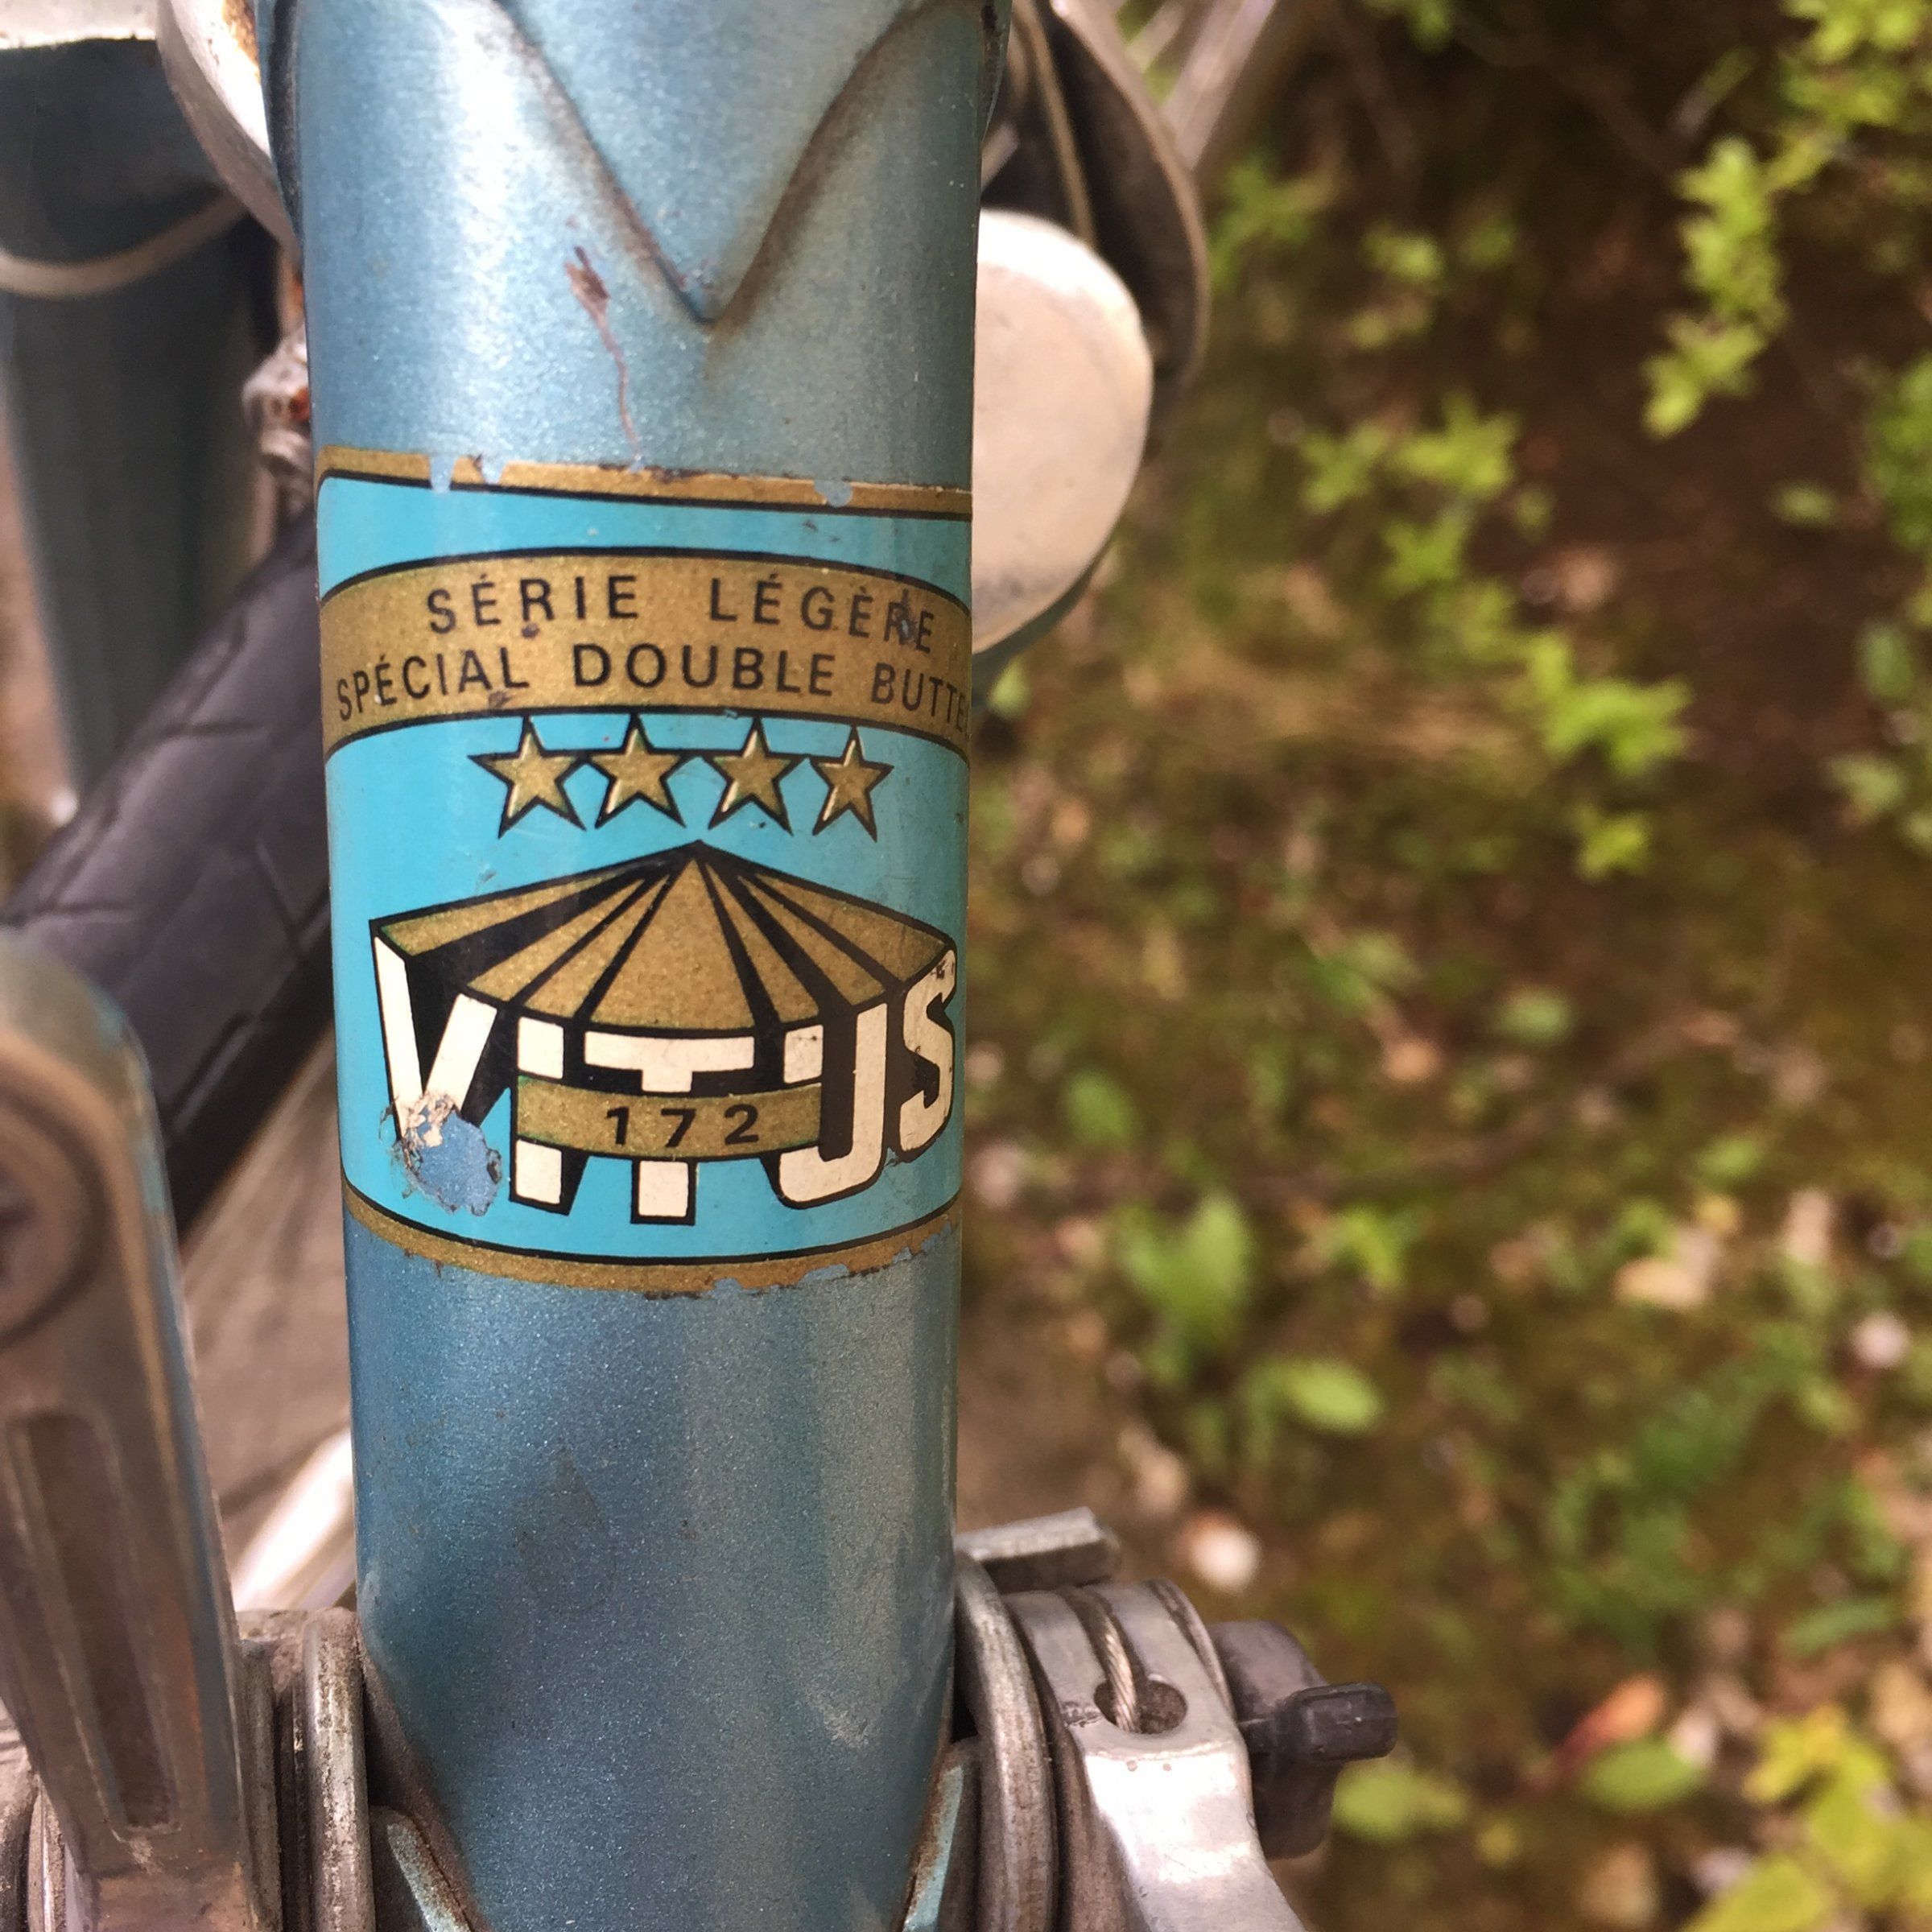 SÉRIE LÉGÈRE
SPÉCIAL DOUBLE BUTTE
VITUS
172